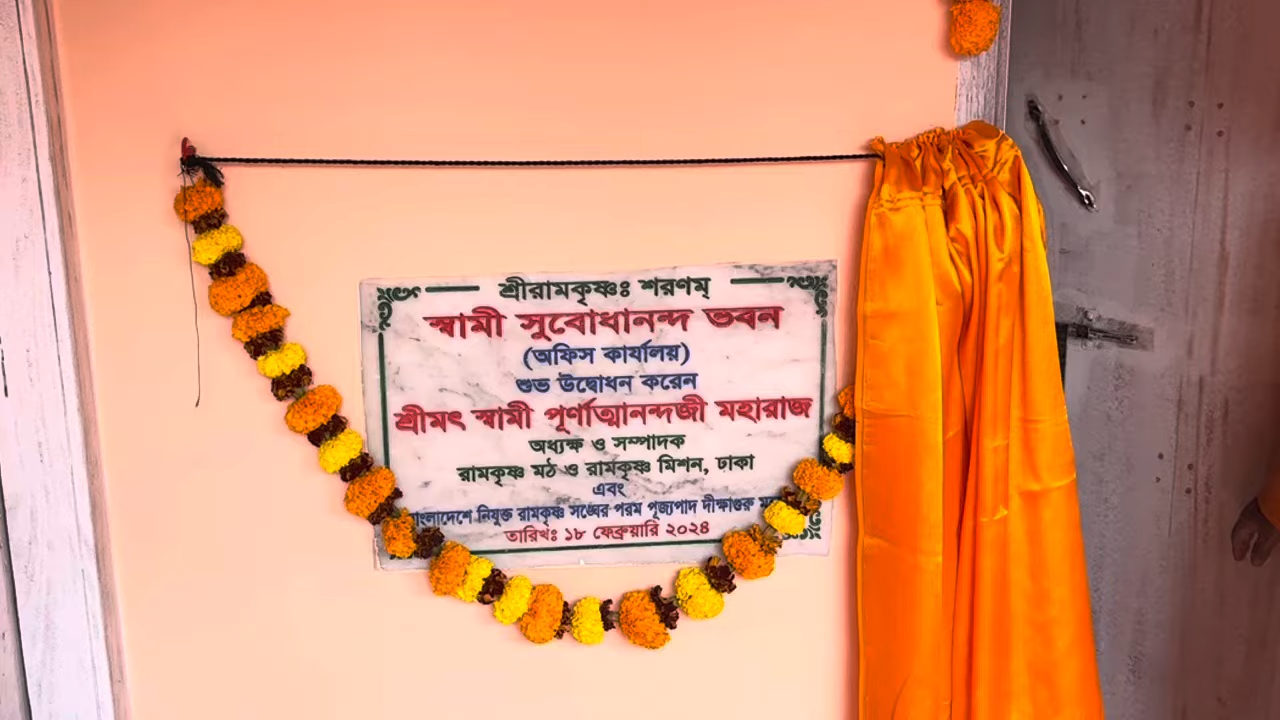 শ্রীরামকৃষ্ণঃ শরণম্
স্বামী সুবোধানন্দ ভবন
(অফিস কার্যালয়)
শুভ উদ্বোধন করেন
শ্রীমৎ স্বামী পূর্ণাত্মানন্দজী মহারাজ
অধ্যক্ষ ও সম্পাদক
রামকৃষ্ণ মঠ ও রামকৃষ্ণ মিশন, ঢাকা
এবং
নিযুক্ত রামকৃষ্ণ সঙ্ঘের পরম পূজ্যপাদ দীক্ষাগুরু
তারিখঃ ১৮ ফেব্রুয়ারি ২০২৪